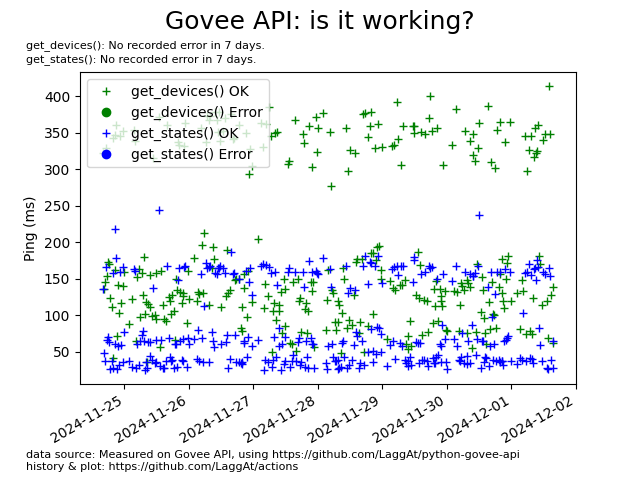 Govee API: is it working?
get_devices(): No recorded error in 7 days.
get_states(): No recorded error in 7 days.
get_devices() OK
get_devices() Error
get_states() OK
get_states() Error
Ping (ms)
400
350
300
250
200
150
100
50
2024-11-25
2024-11-26
2024-11-27
2024-11-28
2024-11-29
2024-11-30
2024-12-01
2024-12-02
data source: Measured on Govee API, using https://github.com/LaggAt/python-govee-api
history & plot: https://github.com/LaggAt/actions